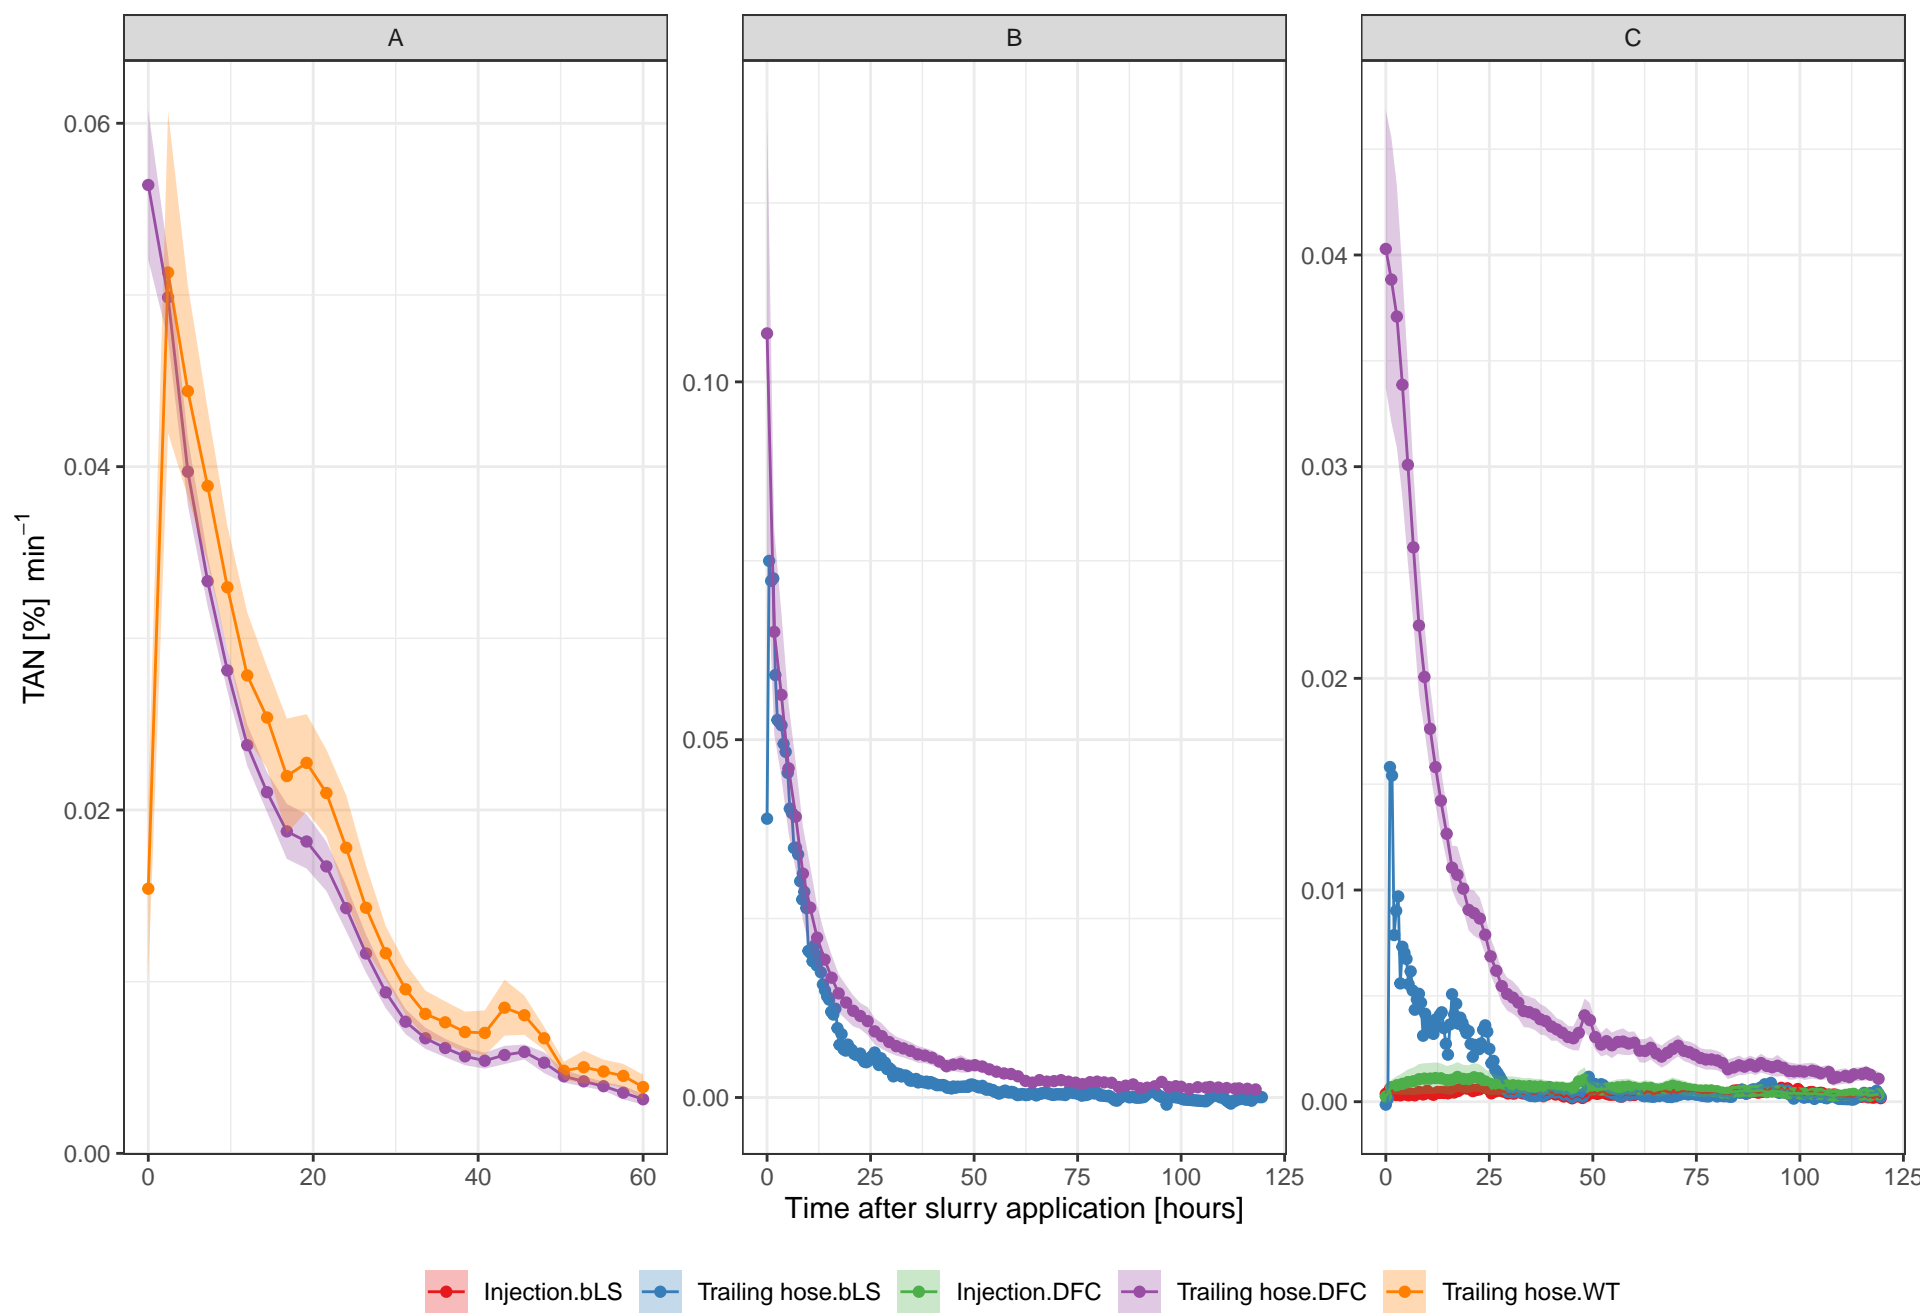 A B C
0.06
0.04
0.02
0.00
0.10
0.05
0.00
0.04
0.03
0.02
0.01
0.00
TAN [%] min⁻¹
0 20 40 60
0 25 50 75 100 125
0 25 50 75 100 125
Time after slurry application [hours]
Injection.bLS Trailing hose.bLS Injection.DFC Trailing hose.DFC Trailing hose.WT